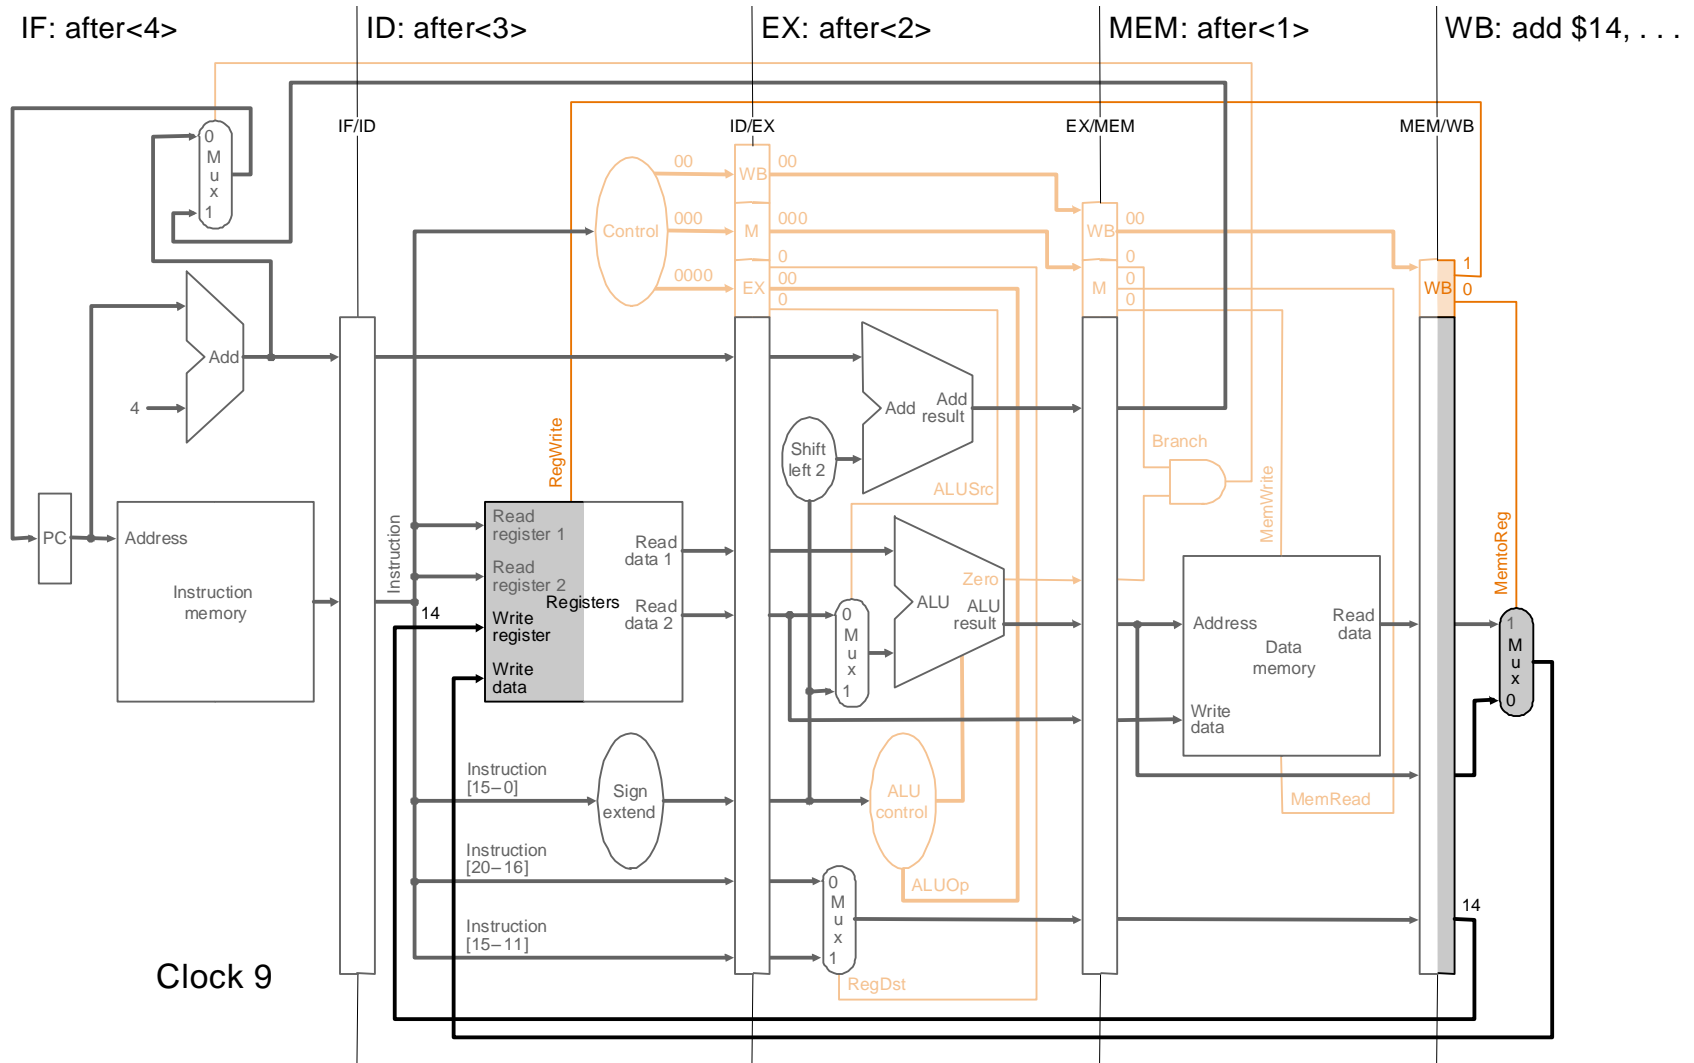 IF: after<4>
ID: after<3>
EX: after<2>
MEM: after<1>
WB: add $14, . . .
IF/ID
ID/EX
EX/MEM
MEM/WB
0
M
u
x
1
Control
00
000
0000
WB
M
EX
00
000
0
00
0
WB
M
00
0
0
0
WB
1
0
Add
4
RegWrite
Shift
left 2
Add
Add
result
ALUSrc
Branch
MemWrite
MemtoReg
PC
Address
Instruction
memory
Instruction
14
Read
register 1
Read
register 2
Write
register
Write
data
Registers
Read
data 1
Read
data 2
0
M
u
x
1
Zero
ALU
ALU
result
Address
Write
data
Data
memory
Read
data
MemRead
1
M
u
x
0
Instruction
[15–0]
Sign
extend
ALU
control
ALUOp
Instruction
[20–16]
Instruction
[15–11]
0
M
u
x
1
RegDst
14
Clock 9